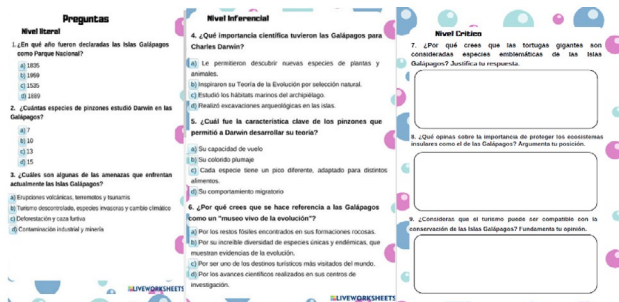 Preguntas
Nivel literal
1.¿En qué año fueron declaradas las Islas Galápagos
como Parque Nacional?
a) 1835
b) 1959
c) 1535
d) 1889
2. ¿Cuántas especies de pinzones estudió Darwin en las
Galápagos?
a) 7
b) 10
c) 13
d) 15
3. ¿Cuáles son algunas de las amenazas que enfrentan
actualmente las Islas Galápagos?
a) Erupciones volcánicas, terremotos y tsunamis
b) Turismo descontrolado, especies invasoras y cambio climático
c) Deforestación y caza furtiva
d) Contaminación industrial y minería
LIVEWORKSHEETS
Nivel Inferencial
4. ¿Qué importancia científica tuvieron las Galápagos para
Charles Darwin?
a) Le permitieron descubrir nuevas especies de plantas y
animales.
b) Inspiraron su Teoría de la Evolución por selección natural.
c) Estudió los hábitats marinos del archipiélago.
d) Realizó excavaciones arqueológicas en las islas.
5. ¿Cuál fue la característica clave de los pinzones que
permitió a Darwin desarrollar su teoría?
a) Su capacidad de vuelo
b) Su colorido plumaje
c) Cada especie tiene un pico diferente, adaptado para distintos
alimentos.
d) Su comportamiento migratorio
6. ¿Por qué crees que se hace referencia a las Galápagos
como un "museo vivo de la evolución"?
a) Por los restos fósiles encontrados en sus formaciones rocosas.
b) Por su increíble diversidad de especies únicas y endémicas, que
muestran evidencias de la evolución.
c) Por ser uno de los destinos turísticos más visitados del mundo.
d) Por los avances científicos realizados en sus centros de
investigación.
LIVEWORKSHEETS
Nivel Crítico
7. ¿Por qué crees que las tortugas gigantes son
consideradas especies emblemáticas de las Islas
Galápagos? Justifica tu respuesta.
8. ¿Qué opinas sobre la importancia de proteger los ecosistemas
insulares como el de las Galápagos? Argumenta tu posición.
9. ¿Consideras que el turismo puede ser compatible con la
conservación de las Islas Galápagos? Fundamenta tu opinión.